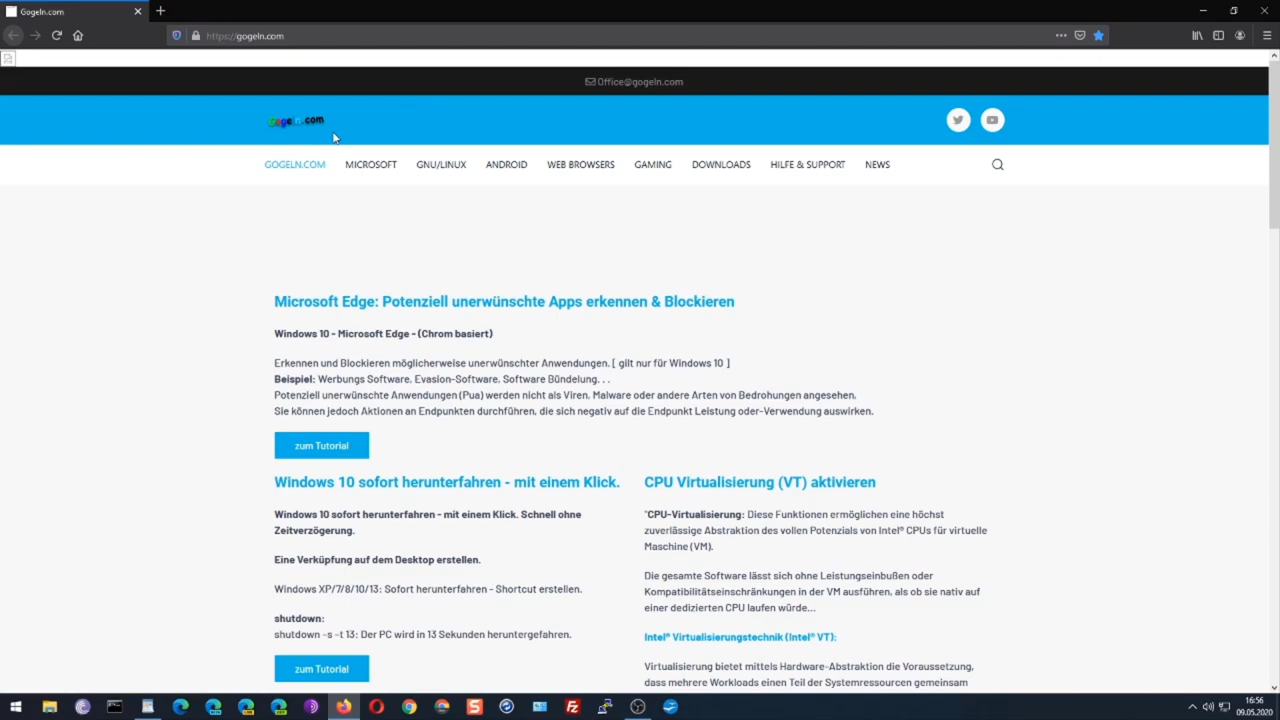 Gogeln.com
https://gogeln.com
Office@gogeln.com
Gogeln.com
GOGELN.COM MICROSOFT GNU/LINUX ANDROID WEB BROWSERS GAMING DOWNLOADS HILFE & SUPPORT NEWS
Microsoft Edge: Potenziell unerwünschte Apps erkennen & Blockieren
Windows 10 - Microsoft Edge - (Chrom basiert)
Erkennen und Blockieren möglicherweise unerwünschter Anwendungen. [ gilt nur für Windows 10 ]
Beispiel: Werbungs Software, Evasion-Software, Software Bündelung. . .
Potenziell unerwünschte Anwendungen (Pua) werden nicht als Viren, Malware oder andere Arten von Bedrohungen angesehen,
Sie können jedoch Aktionen an Endpunkten durchführen, die sich negativ auf die Endpunkt Leistung oder-Verwendung auswirken.
zum Tutorial
Windows 10 sofort herunterfahren - mit einem Klick.
Windows 10 sofort herunterfahren - mit einem Klick. Schnell ohne
Zeitverzögerung.
Eine Verküpfung auf dem Desktop erstellen.
Windows XP/7/8/10/13: Sofort herunterfahren - Shortcut erstellen.
shutdown:
shutdown -s -t 13: Der PC wird in 13 Sekunden heruntergefahren.
zum Tutorial
CPU Virtualisierung (VT) aktivieren
"CPU-Virtualisierung: Diese Funktionen ermöglichen eine höchst
zuverlässige Abstraktion des vollen Potenzials von Intel® CPUs für virtuelle
Maschine (VM).
Die gesamte Software lässt sich ohne Leistungseinbußen oder
Kompatibilitätseinschränkungen in der VM ausführen, als ob sie nativ auf
einer dedizierten CPU laufen würde...
Intel® Virtualisierungstechnik (Intel® VT):
Virtualisierung bietet mittels Hardware-Abstraktion die Voraussetzung,
dass mehrere Workloads einen Teil der Systemressourcen gemeinsam
16:56
09.05.2020